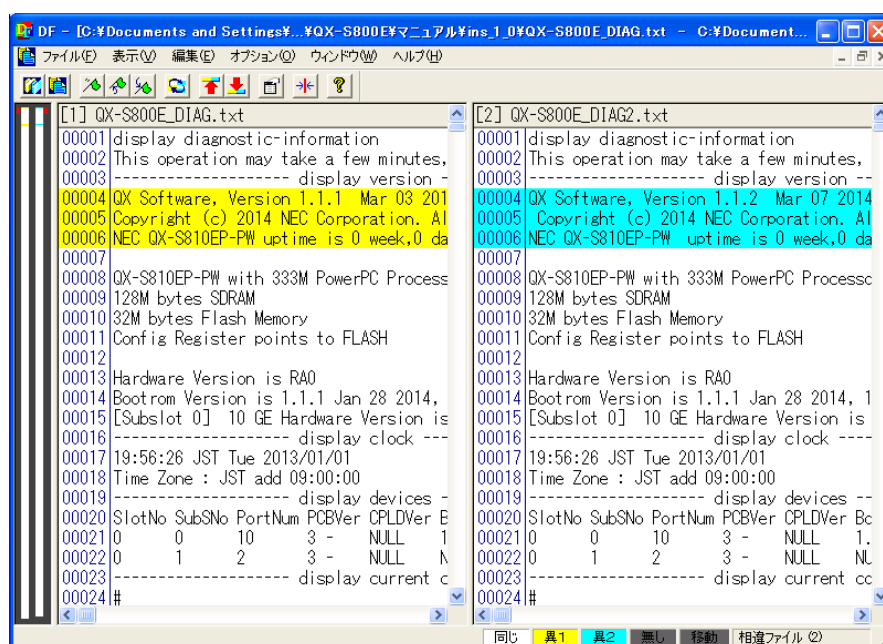 DF - [C:¥Documents and Settings¥...¥QX-S800E¥マニュアル¥ins_1_0¥QX-S800E_DIAG.txt - C:¥Document...
ファイル(F) 表示(V) 編集(E) オプション(O) ウィンドウ(W) ヘルプ(H)
[1] QX-S800E_DIAG.txt
00001 display diagnostic-information
00002 This operation may take a few minutes,
00003 -------------------- display version -
00004 QX Software, Version 1.1.1 Mar 03 201
00005 Copyright (c) 2014 NEC Corporation. Al
00006 NEC QX-S810EP-PW uptime is 0 week,0 da
00007
00008 QX-S810EP-PW with 333M PowerPC Process
00009 128M bytes SDRAM
00010 32M bytes Flash Memory
00011 Config Register points to FLASH
00012
00013 Hardware Version is RA0
00014 Bootrom Version is 1.1.1 Jan 28 2014,
00015 [Subslot 0] 10 GE Hardware Version is
00016 -------------------- display clock ---
00017 19:56:26 JST Tue 2013/01/01
00018 Time Zone : JST add 09:00:00
00019 -------------------- display devices -
00020 SlotNo SubSNo PortNum PCBVer CPLDVer B
00021 0 0 10 3 - NULL 1
00022 0 1 2 3 - NULL N
00023 -------------------- display current c
00024 #
[2] QX-S800E_DIAG2.txt
00001 display diagnostic-information
00002 This operation may take a few minutes,
00003 -------------------- display version --
00004 QX Software, Version 1.1.2 Mar 07 2014
00005 Copyright (c) 2014 NEC Corporation. Al
00006 NEC QX-S810EP-PW uptime is 0 week,0 da
00007
00008 QX-S810EP-PW with 333M PowerPC Processo
00009 128M bytes SDRAM
00010 32M bytes Flash Memory
00011 Config Register points to FLASH
00012
00013 Hardware Version is RA0
00014 Bootrom Version is 1.1.1 Jan 28 2014, 1
00015 [Subslot 0] 10 GE Hardware Version is
00016 -------------------- display clock ----
00017 19:56:26 JST Tue 2013/01/01
00018 Time Zone : JST add 09:00:00
00019 -------------------- display devices --
00020 SlotNo SubSNo PortNum PCBVer CPLDVer Bo
00021 0 0 10 3 - NULL 1.
00022 0 1 2 3 - NULL NU
00023 -------------------- display current co
00024 #
同じ 異1 異2 無し 移動 相違ファイル (2)